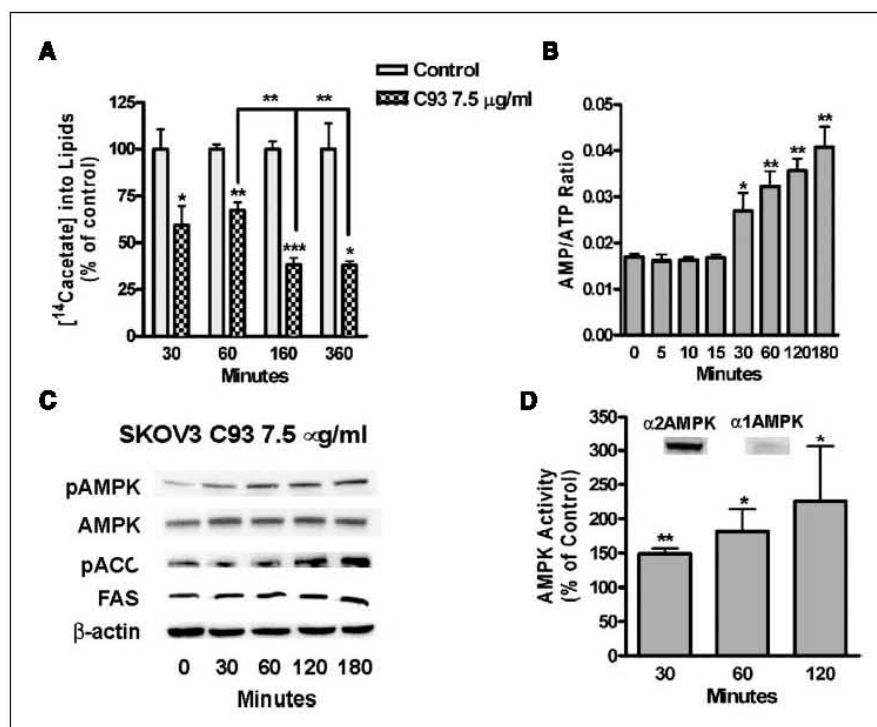 A
[14Cacetate] into Lipids
(% of control)
125
100
75
50
25
0
* ** *** *
** **
30 60 160 360
Minutes
Control
C93 7.5 μg/ml
B
AMP/ATP Ratio
0.05
0.04
0.03
0.02
0.01
0.00
* ** ** **
0 5 10 15 30 60 120 180
Minutes
C
SKOV3 C93 7.5 αg/ml
pAMPK
AMPK
pACC
FAS
β-actin
0 30 60 120 180
Minutes
D
AMPK Activity
(% of Control)
350
300
250
200
150
100
50
0
α2AMPK α1AMPK
** * *
30 60 120
Minutes